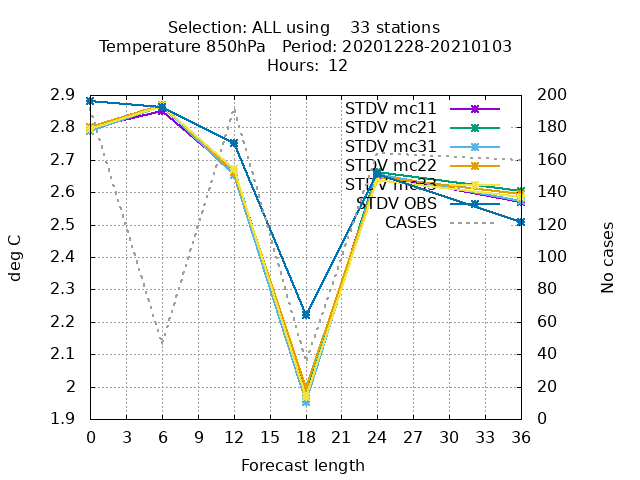 Selection: ALL using 33 stations
Temperature 850hPa Period: 20201228-20210103
Hours: 12
2.9
2.8
2.7
2.6
2.5
2.4
2.3
2.2
2.1
2
1.9
deg C
STDV mc11
STDV mc21
STDV mc31
STDV mc22
STDV mc33
STDV OBS
CASES
200
180
160
140
120
100
80
60
40
20
0
No cases
0 3 6 9 12 15 18 21 24 27 30 33 36
Forecast length